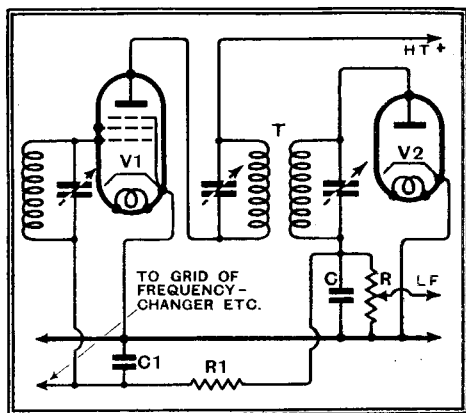 HT+
T
V1
V2
C
R
LF
TO GRID OF
FREQUENCY-
CHANGER ETC.
C1
R1